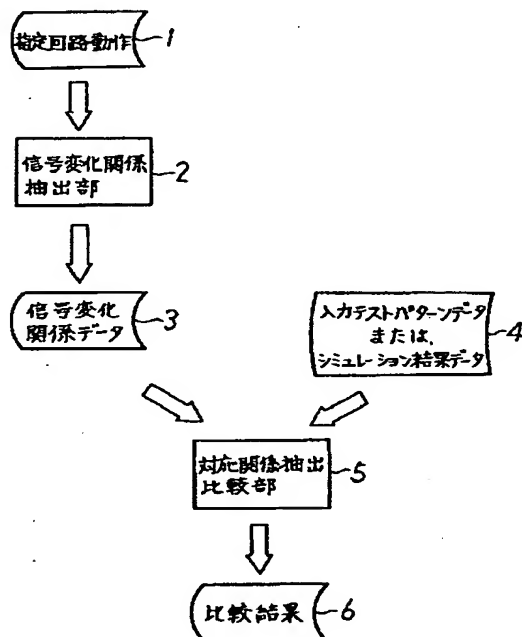 指定回路動作
1
信号変化関係
抽出部
2
信号変化
関係データ
3
入力テストパターンデータ
または、
シミュレーション結果データ
4
対応関係抽出
比較部
5
比較結果
6